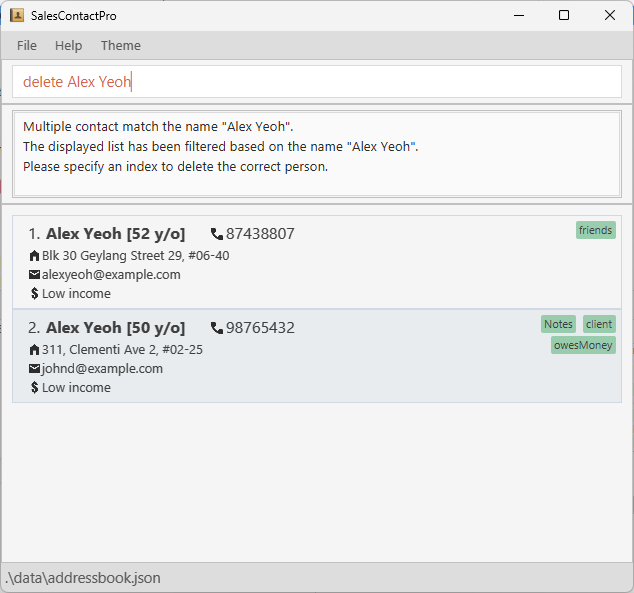 SalesContactPro
File Help Theme
delete Alex Yeoh
Multiple contact match the name "Alex Yeoh".
The displayed list has been filtered based on the name "Alex Yeoh".
Please specify an index to delete the correct person.
1. Alex Yeoh [52 y/o] 87438807 friends
Blk 30 Geylang Street 29, #06-40
alexyeoh@example.com
$ Low income
2. Alex Yeoh [50 y/o] 98765432 Notes client
311, Clementi Ave 2, #02-25 owesMoney
johnd@example.com
$ Low income
.\data\addressbook.json